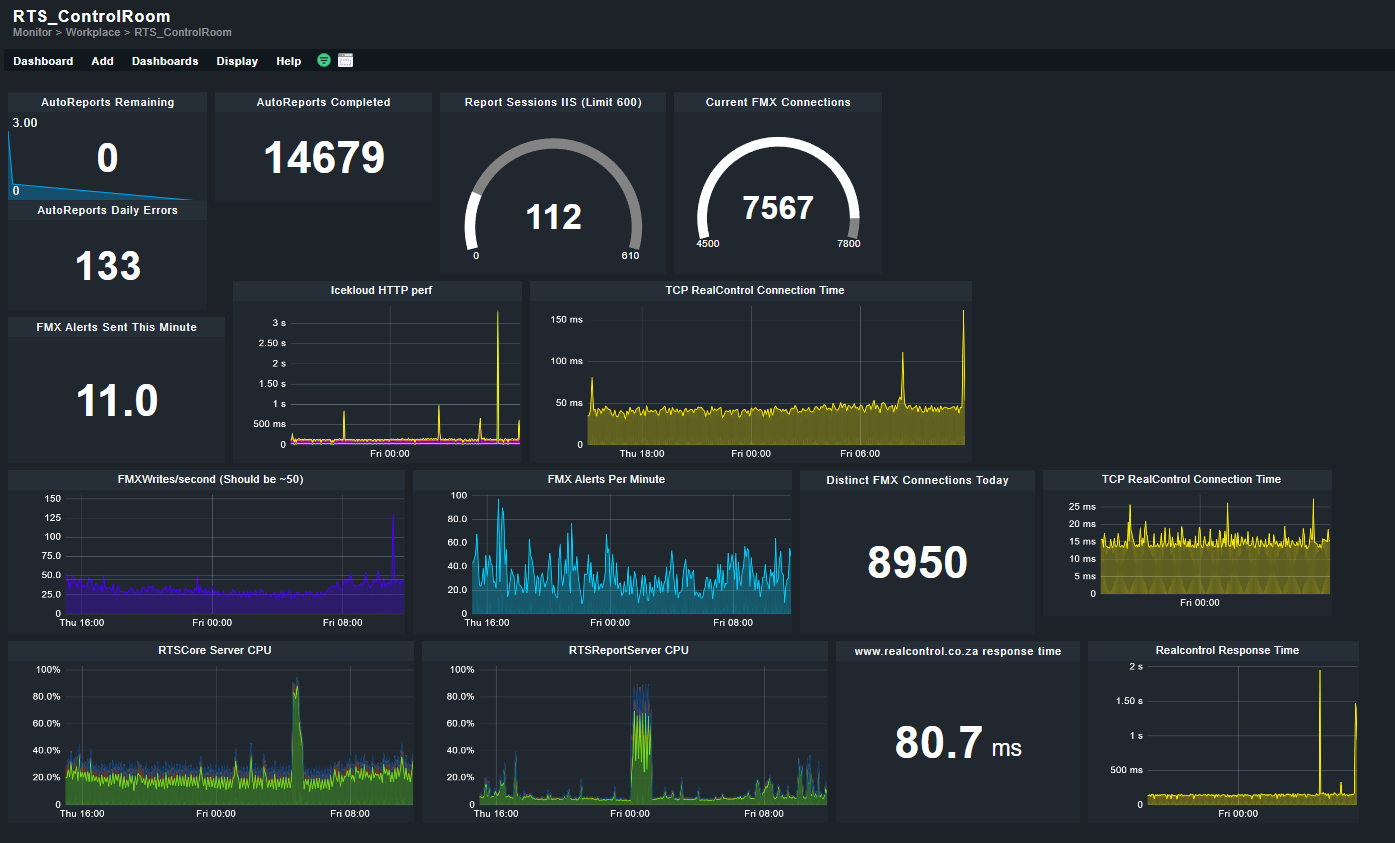 RTS_ControlRoom
Monitor > Workplace > RTS_ControlRoom
Dashboard Add Dashboards Display Help
AutoReports Remaining
3.00
0
0
AutoReports Completed
14679
Report Sessions IIS (Limit 600)
112
0 610
Current FMX Connections
7567
4500 7800
AutoReports Daily Errors
133
FMX Alerts Sent This Minute
11.0
Icekloud HTTP perf
3 s
2.50 s
2 s
1.50 s
1 s
500 ms
0
Fri 00:00
TCP RealControl Connection Time
150 ms
100 ms
50 ms
0
Thu 18:00 Fri 00:00 Fri 06:00
FMXWrites/second (Should be ~50)
150
125
100
75.0
50.0
25.0
0
Thu 16:00 Fri 00:00 Fri 08:00
FMX Alerts Per Minute
100
80.0
60.0
40.0
20.0
0
Thu 16:00 Fri 00:00 Fri 08:00
Distinct FMX Connections Today
8950
TCP RealControl Connection Time
25 ms
20 ms
15 ms
10 ms
5 ms
0
Fri 00:00
RTSCore Server CPU
100%
80.0%
60.0%
40.0%
20.0%
0
Thu 16:00 Fri 00:00 Fri 08:00
RTSReportServer CPU
100%
80.0%
60.0%
40.0%
20.0%
0
Thu 16:00 Fri 00:00 Fri 08:00
www.realcontrol.co.za response time
80.7 ms
Realcontrol Response Time
2 s
1.50 s
1 s
500 ms
0
Fri 00:00